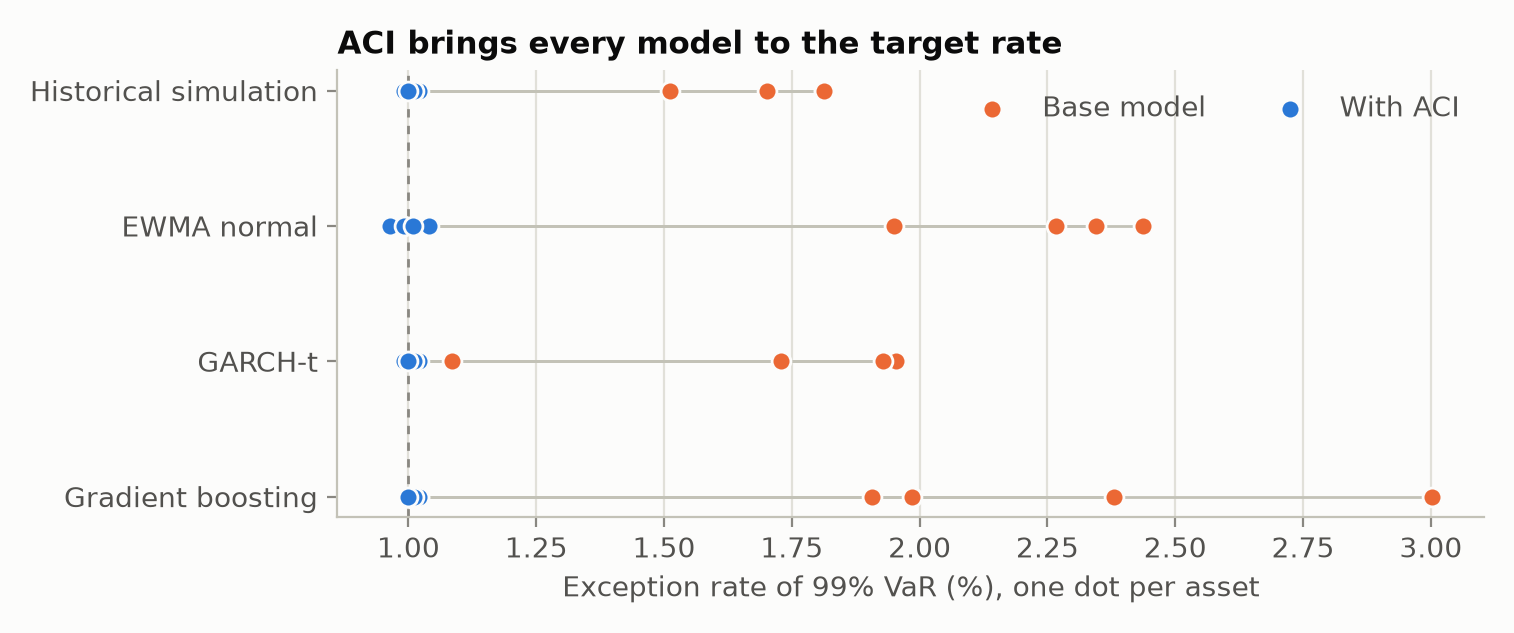 ACI brings every model to the target rate
Historical simulation
Base model
With ACI
EWMA normal
GARCH-t
Gradient boosting
1.00 1.25 1.50 1.75 2.00 2.25 2.50 2.75 3.00
Exception rate of 99% VaR (%), one dot per asset